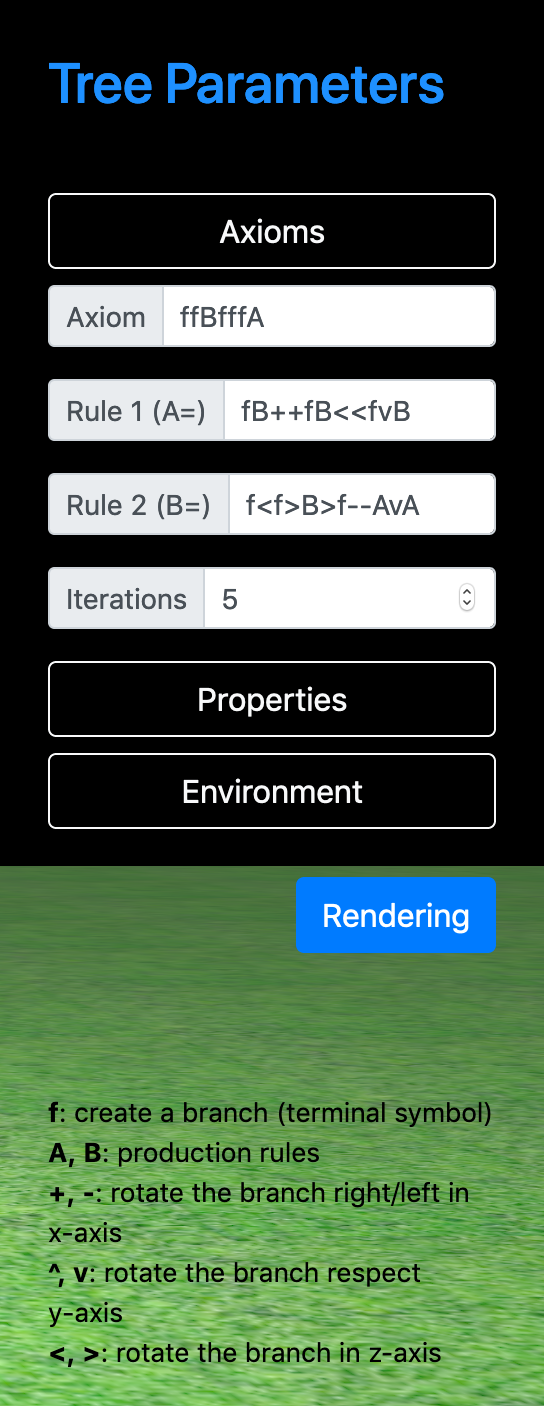 Tree Parameters
Axioms
Axiom ffBfffA
Rule 1 (A=) fB++fB<<fvB
Rule 2 (B=) f<f>B>f--AvA
Iterations 5
Properties
Environment
Rendering
f: create a branch (terminal symbol)
A, B: production rules
+, -: rotate the branch right/left in
x-axis
^, v: rotate the branch respect
y-axis
<, >: rotate the branch in z-axis